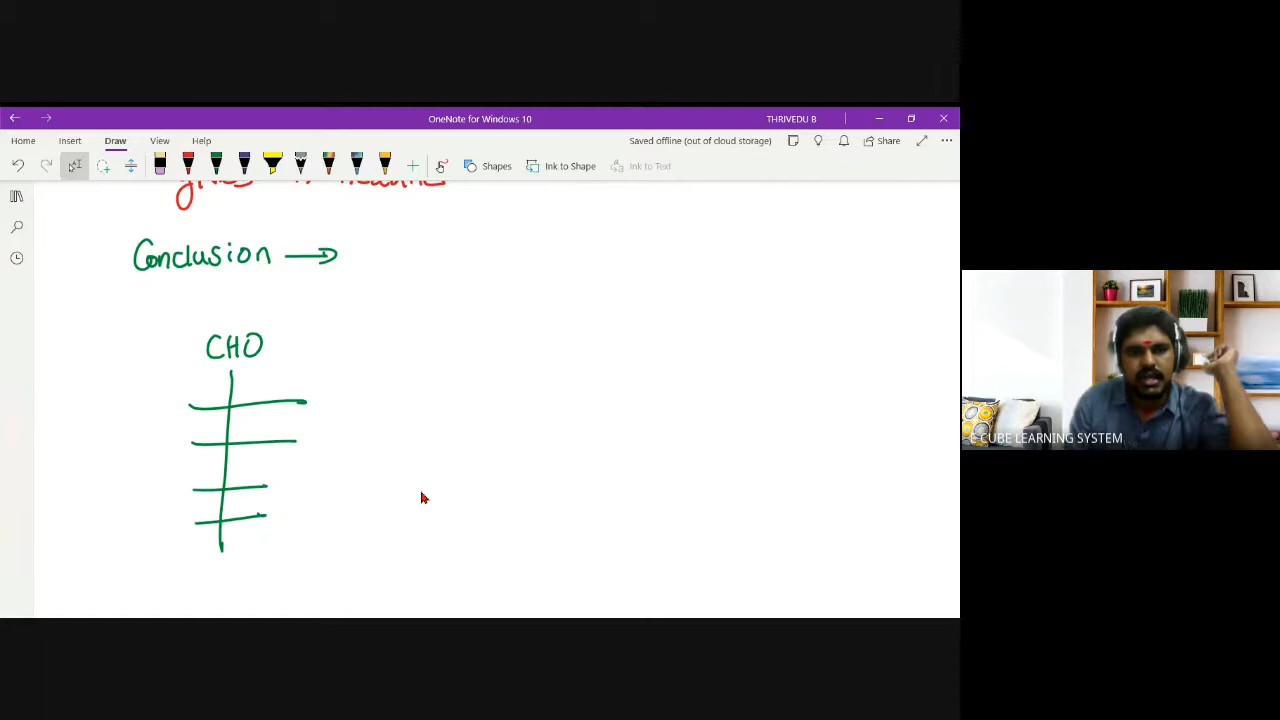 OneNote for Windows 10
THRIVEDU B
Home Insert Draw View Help
Saved offline (out of cloud storage)
Share
Shapes
Ink to Shape
Ink to Text
Conclusion →
CHO
E CUBE LEARNING SYSTEM